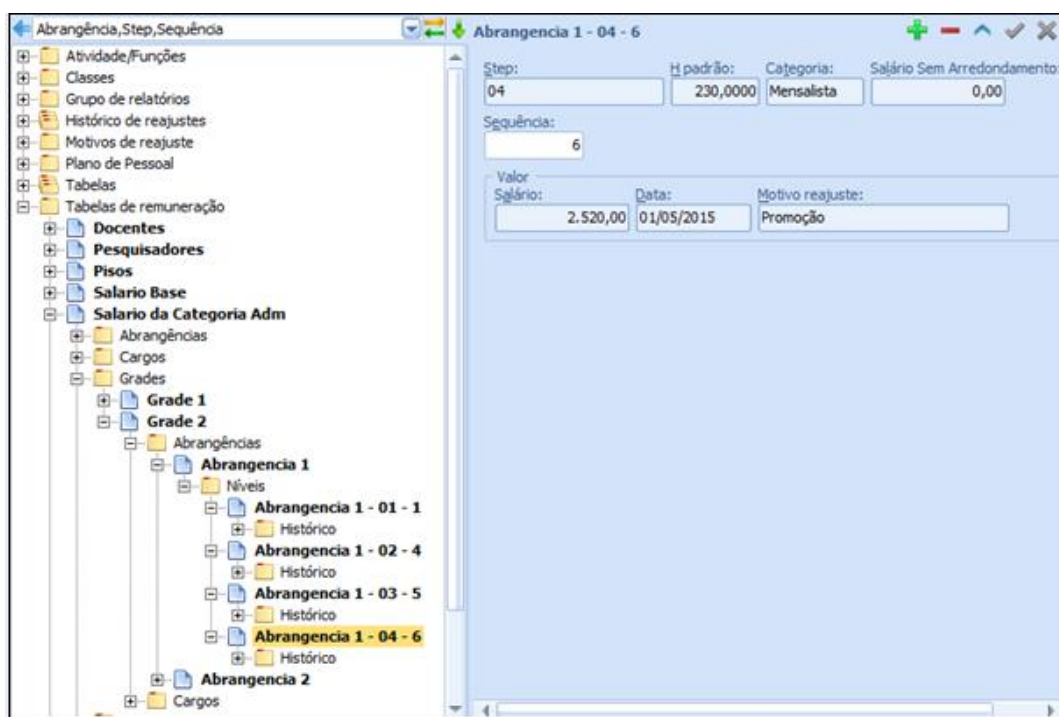 Abrangência,Step,Sequência
Atividade/Funções
Classes
Grupo de relatórios
Histórico de reajustes
Motivos de reajuste
Plano de Pessoal
Tabelas
Tabelas de remuneração
Docentes
Pesquisadores
Pisos
Salario Base
Salario da Categoria Adm
Abrangências
Cargos
Grades
Grade 1
Grade 2
Abrangências
Abrangencia 1
Níveis
Abrangencia 1 - 01 - 1
Histórico
Abrangencia 1 - 02 - 4
Histórico
Abrangencia 1 - 03 - 5
Histórico
Abrangencia 1 - 04 - 6
Histórico
Abrangencia 2
Cargos
Abrangencia 1 - 04 - 6
Step: H padrão: Categoria: Salário Sem Arredondamento:
04 230,0000 Mensalista 0,00
Sequência:
6
Valor
Salário: Data: Motivo reajuste:
2.520,00 01/05/2015 Promoção